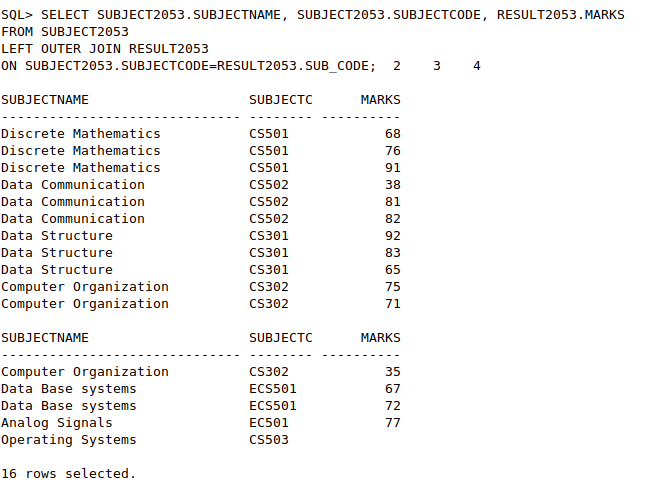 SQL> SELECT SUBJECT2053.SUBJECTNAME, SUBJECT2053.SUBJECTCODE, RESULT2053.MARKS
FROM SUBJECT2053
LEFT OUTER JOIN RESULT2053
ON SUBJECT2053.SUBJECTCODE=RESULT2053.SUB_CODE;  2    3    4

SUBJECTNAME                    SUBJECTC      MARKS
------------------------------ -------- ----------
Discrete Mathematics           CS501            68
Discrete Mathematics           CS501            76
Discrete Mathematics           CS501            91
Data Communication             CS502            38
Data Communication             CS502            81
Data Communication             CS502            82
Data Structure                 CS301            92
Data Structure                 CS301            83
Data Structure                 CS301            65
Computer Organization          CS302            75
Computer Organization          CS302            71

SUBJECTNAME                    SUBJECTC      MARKS
------------------------------ -------- ----------
Computer Organization          CS302            35
Data Base systems              ECS501           67
Data Base systems              ECS501           72
Analog Signals                 EC501            77
Operating Systems              CS503

16 rows selected.